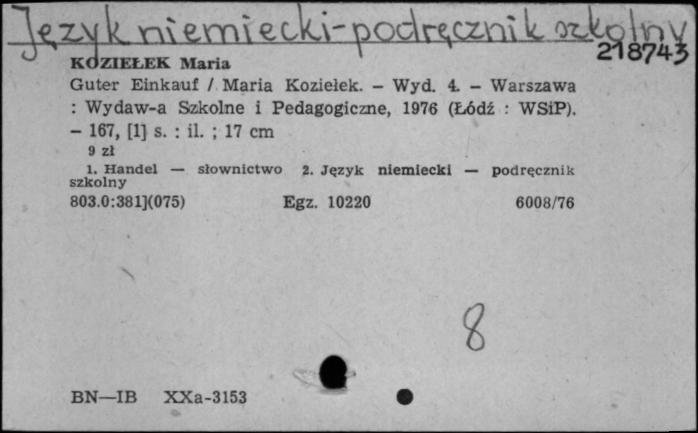 Język niemiecki-podręcznik szkolny
218743
KOZIEŁEK Maria
Guter Einkauf / Maria Koziełek. – Wyd. 4. – Warszawa
: Wydaw-a Szkolne i Pedagogiczne, 1976 (Łódź : WSiP).
– 167, [1] s. : il. ; 17 cm
9 zł
1. Handel — słownictwo 2. Język niemiecki — podręcznik
szkolny
803.0:381](075) Egz. 10220 6008/76
8
BN—IB XXa-3153